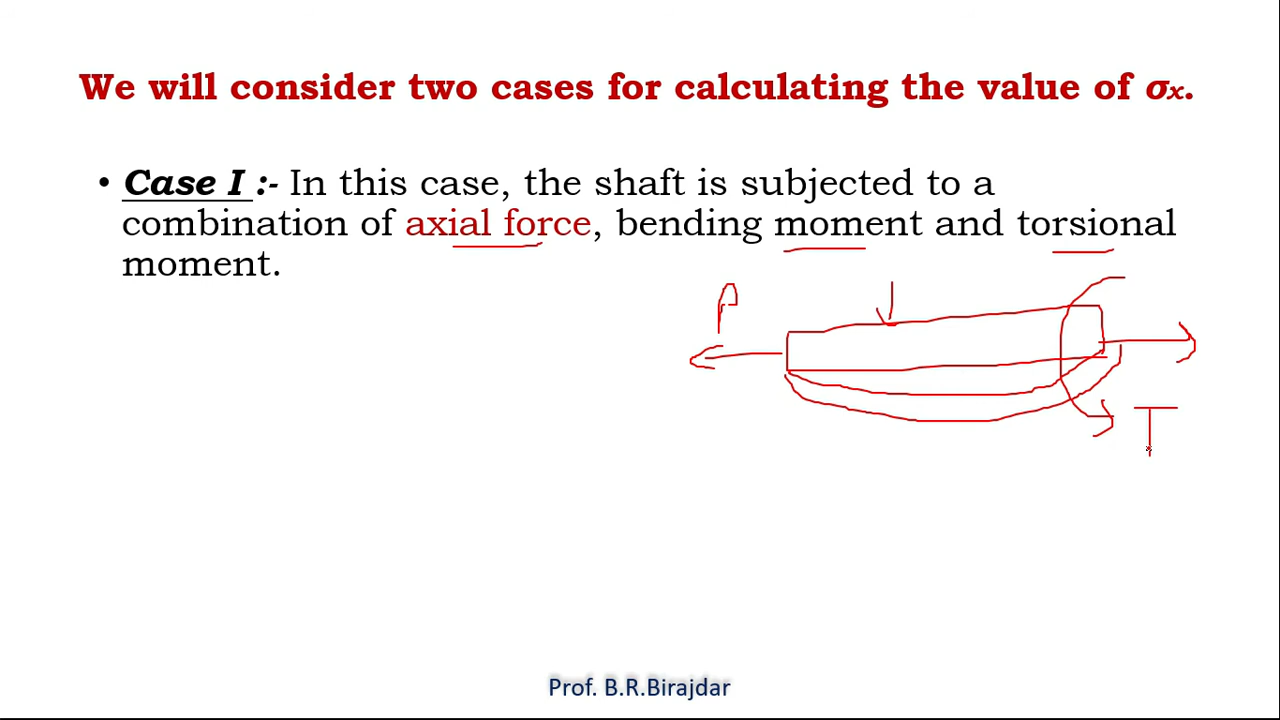 We will consider two cases for calculating the value of σx.
• Case I :- In this case, the shaft is subjected to a
combination of axial force, bending moment and torsional
moment.
P
T
Prof. B.R.Birajdar